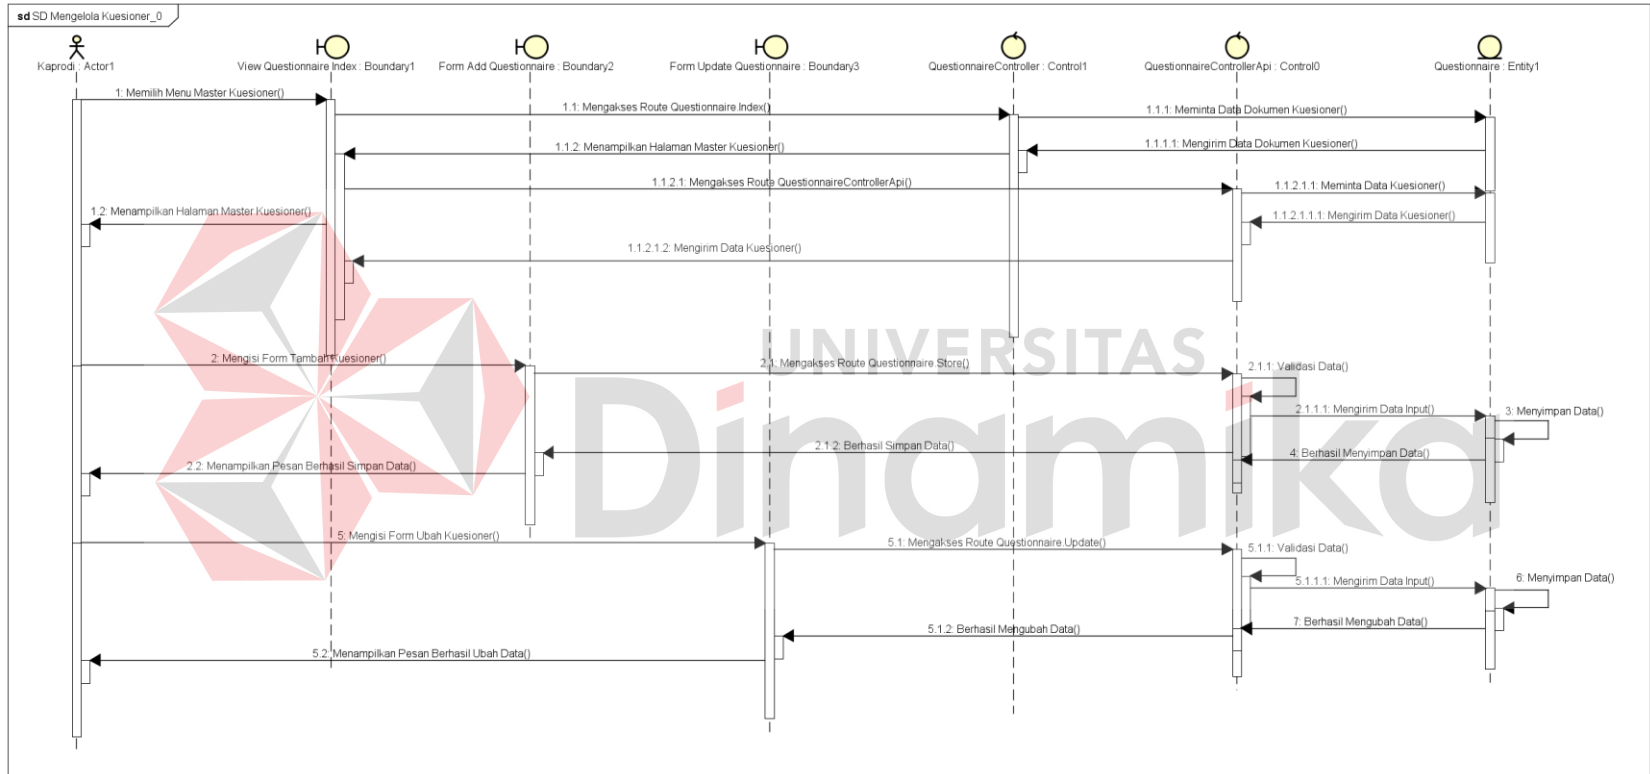 sd SD Mengelola Kuesioner_0
Kaprodi : Actor1
View Questionnaire Index : Boundary1
Form Add Questionnaire : Boundary2
Form Update Questionnaire : Boundary3
QuestionnaireController : Control1
QuestionnaireControllerApi : Control0
Questionnaire : Entity1
1: Memilih Menu Master Kuesioner()
1.1: Mengakses Route Questionnaire.Index()
1.1.1: Meminta Data Dokumen Kuesioner()
1.1.2: Menampilkan Halaman Master Kuesioner()
1.1.1.1: Mengirim Data Dokumen Kuesioner()
1.1.2.1: Mengakses Route QuestionnaireControllerApi()
1.1.2.1.1: Meminta Data Kuesioner()
1.2: Menampilkan Halaman Master Kuesioner()
1.1.2.1.1.1: Mengirim Data Kuesioner()
1.1.2.1.2: Mengirim Data Kuesioner()
UNIVERSITAS
Dinamika
2: Mengisi Form Tambah Kuesioner()
2.1: Mengakses Route Questionnaire.Store()
2.1.1: Validasi Data()
2.1.1.1: Mengirim Data Input()
3: Menyimpan Data()
2.1.2: Berhasil Simpan Data()
4: Berhasil Menyimpan Data()
2.2: Menampilkan Pesan Berhasil Simpan Data()
5: Mengisi Form Ubah Kuesioner()
5.1: Mengakses Route Questionnaire.Update()
5.1.1: Validasi Data()
5.1.1.1: Mengirim Data Input()
6: Menyimpan Data()
5.1.2: Berhasil Mengubah Data()
7: Berhasil Mengubah Data()
5.2: Menampilkan Pesan Berhasil Ubah Data()